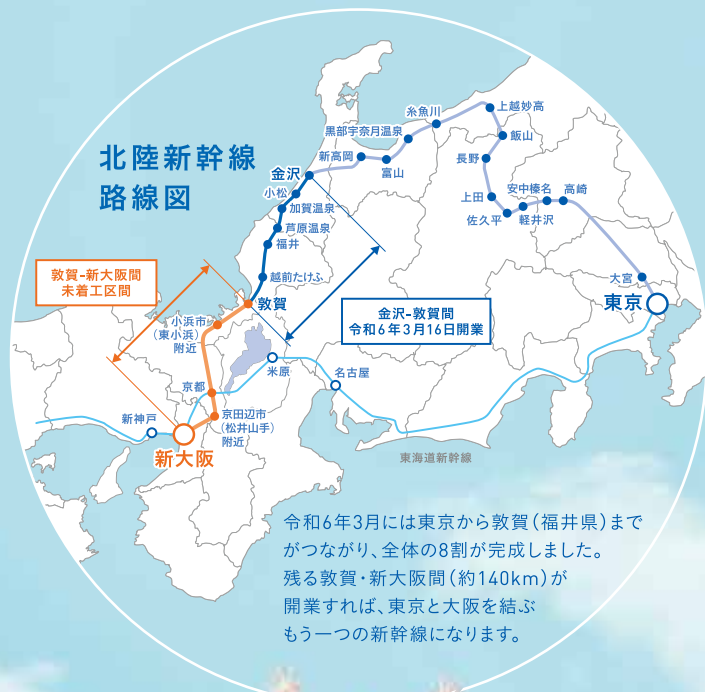 北陸新幹線
路線図
糸魚川
上越妙高
黒部宇奈月温泉
飯山
新高岡
富山
長野
金沢
小松
加賀温泉
芦原温泉
福井
越前たけふ
上田
安中榛名
高崎
佐久平
軽井沢
大宮
東京
敦賀-新大阪間
未着工区間
敦賀
金沢-敦賀間
令和6年3月16日開業
小浜市
(東小浜)
附近
米原
名古屋
京都
新神戸
京田辺市
(松井山手)
附近
新大阪
東海道新幹線
令和6年3月には東京から敦賀(福井県)まで
がつながり、全体の8割が完成しました。
残る敦賀・新大阪間(約140km)が
開業すれば、東京と大阪を結ぶ
もう一つの新幹線になります。